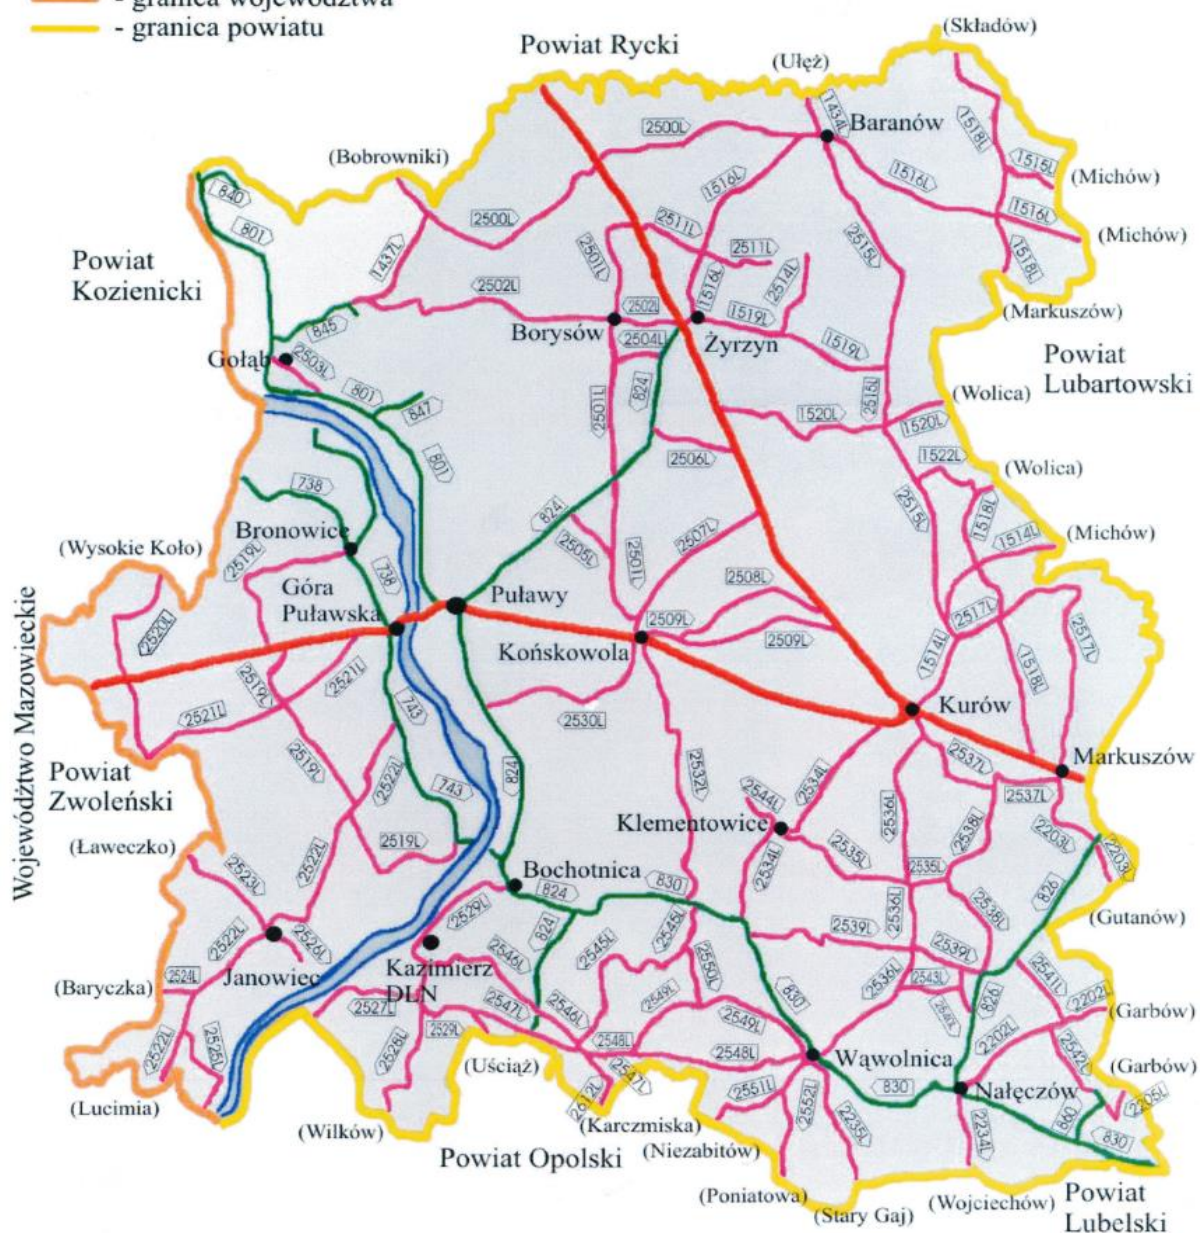 - granica województwa
- granica powiatu
(Składów)
Powiat Rycki
(Ułęż)
1434L
Baranów
2500L
1518L
(Bobrowniki)
1515L
(Michów)
1516L
1516L
840
1516L
2500L
2511L
801
(Michów)
2511L
2515L
1437L
2501L
2514L
1518L
Powiat
Kozienicki
2502L
1516L
2502L
(Markuszów)
1519L
Borysów
845
2504L
Żyrzyn
1519L
Powiat
Lubartowski
Gołąb
2503L
824
801
847
2501L
2515L
(Wolica)
1520L
1520L
801
2506L
1522L
(Wolica)
738
2515L
1518L
824
Bronowice
2507L
1514L
(Michów)
(Wysokie Koło)
2519L
2505L
2501L
738
2508L
Góra
Puławska
Puławy
2509L
2517L
2520L
2509L
2517L
Końskowola
1514L
1518L
2519L
2521L
2521L
743
2530L
Kurów
Województwo Mazowieckie
Powiat
Zwoleński
2519L
2522L
743
824
2532L
2534L
2537L
Markuszów
2544L
2536L
2537L
Klementowice
2538L
(Ławeczko)
2519L
2535L
2203L
2203L
2522L
2534L
2535L
2523L
Bochotnica
824
830
826
2529L
2536L
2538L
(Gutanów)
2522L
2526L
824
2545L
2539L
2546L
2545L
2539L
Janowiec
Kazimierz
DLN
2524L
2550L
2536L
2543L
2541L
(Baryczka)
2549L
830
826
2202L
2527L
2547L
2546L
2549L
2540L
(Garbów)
2522L
2525L
2529L
2548L
2202L
2528L
2548L
Wąwolnica
2542L
(Uściąż)
2547L
(Garbów)
2551L
830
Nałęczów
2612L
2552L
2205L
(Lucimia)
860
(Karczmiska)
2235L
(Wilków)
830
Powiat Opolski
(Niezabitów)
2234L
(Poniatowa)
(Wojciechów)
Powiat
Lubelski
(Stary Gaj)